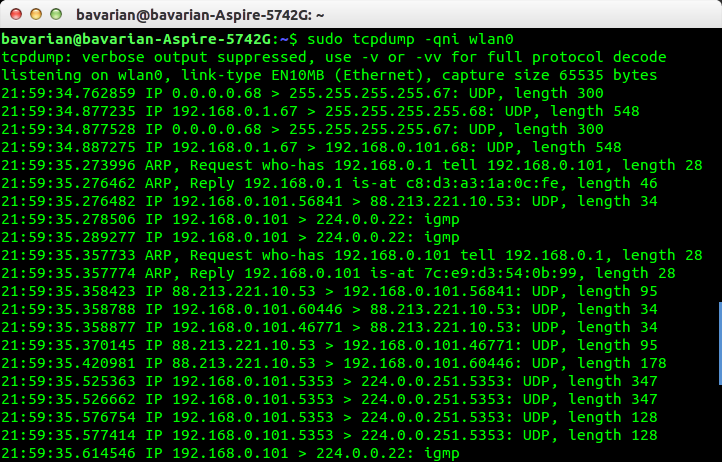 bavarian@bavarian-Aspire-5742G: ~
bavarian@bavarian-Aspire-5742G:~$ sudo tcpdump -qni wlan0
tcpdump: verbose output suppressed, use -v or -vv for full protocol decode
listening on wlan0, link-type EN10MB (Ethernet), capture size 65535 bytes
21:59:34.762859 IP 0.0.0.0.68 > 255.255.255.255.67: UDP, length 300
21:59:34.877235 IP 192.168.0.1.67 > 255.255.255.255.68: UDP, length 548
21:59:34.877528 IP 0.0.0.0.68 > 255.255.255.255.67: UDP, length 300
21:59:34.887275 IP 192.168.0.1.67 > 192.168.0.101.68: UDP, length 548
21:59:35.273996 ARP, Request who-has 192.168.0.1 tell 192.168.0.101, length 28
21:59:35.276462 ARP, Reply 192.168.0.1 is-at c8:d3:a3:1a:0c:fe, length 46
21:59:35.276482 IP 192.168.0.101.56841 > 88.213.221.10.53: UDP, length 34
21:59:35.278506 IP 192.168.0.101 > 224.0.0.22: igmp
21:59:35.289277 IP 192.168.0.101 > 224.0.0.22: igmp
21:59:35.357733 ARP, Request who-has 192.168.0.101 tell 192.168.0.1, length 28
21:59:35.357774 ARP, Reply 192.168.0.101 is-at 7c:e9:d3:54:0b:99, length 28
21:59:35.358423 IP 88.213.221.10.53 > 192.168.0.101.56841: UDP, length 95
21:59:35.358788 IP 192.168.0.101.60446 > 88.213.221.10.53: UDP, length 34
21:59:35.358877 IP 192.168.0.101.46771 > 88.213.221.10.53: UDP, length 34
21:59:35.370145 IP 88.213.221.10.53 > 192.168.0.101.46771: UDP, length 95
21:59:35.420981 IP 88.213.221.10.53 > 192.168.0.101.60446: UDP, length 178
21:59:35.525363 IP 192.168.0.101.5353 > 224.0.0.251.5353: UDP, length 347
21:59:35.526662 IP 192.168.0.101.5353 > 224.0.0.251.5353: UDP, length 347
21:59:35.576754 IP 192.168.0.101.5353 > 224.0.0.251.5353: UDP, length 128
21:59:35.577414 IP 192.168.0.101.5353 > 224.0.0.251.5353: UDP, length 128
21:59:35.614546 IP 192.168.0.101 > 224.0.0.22: igmp